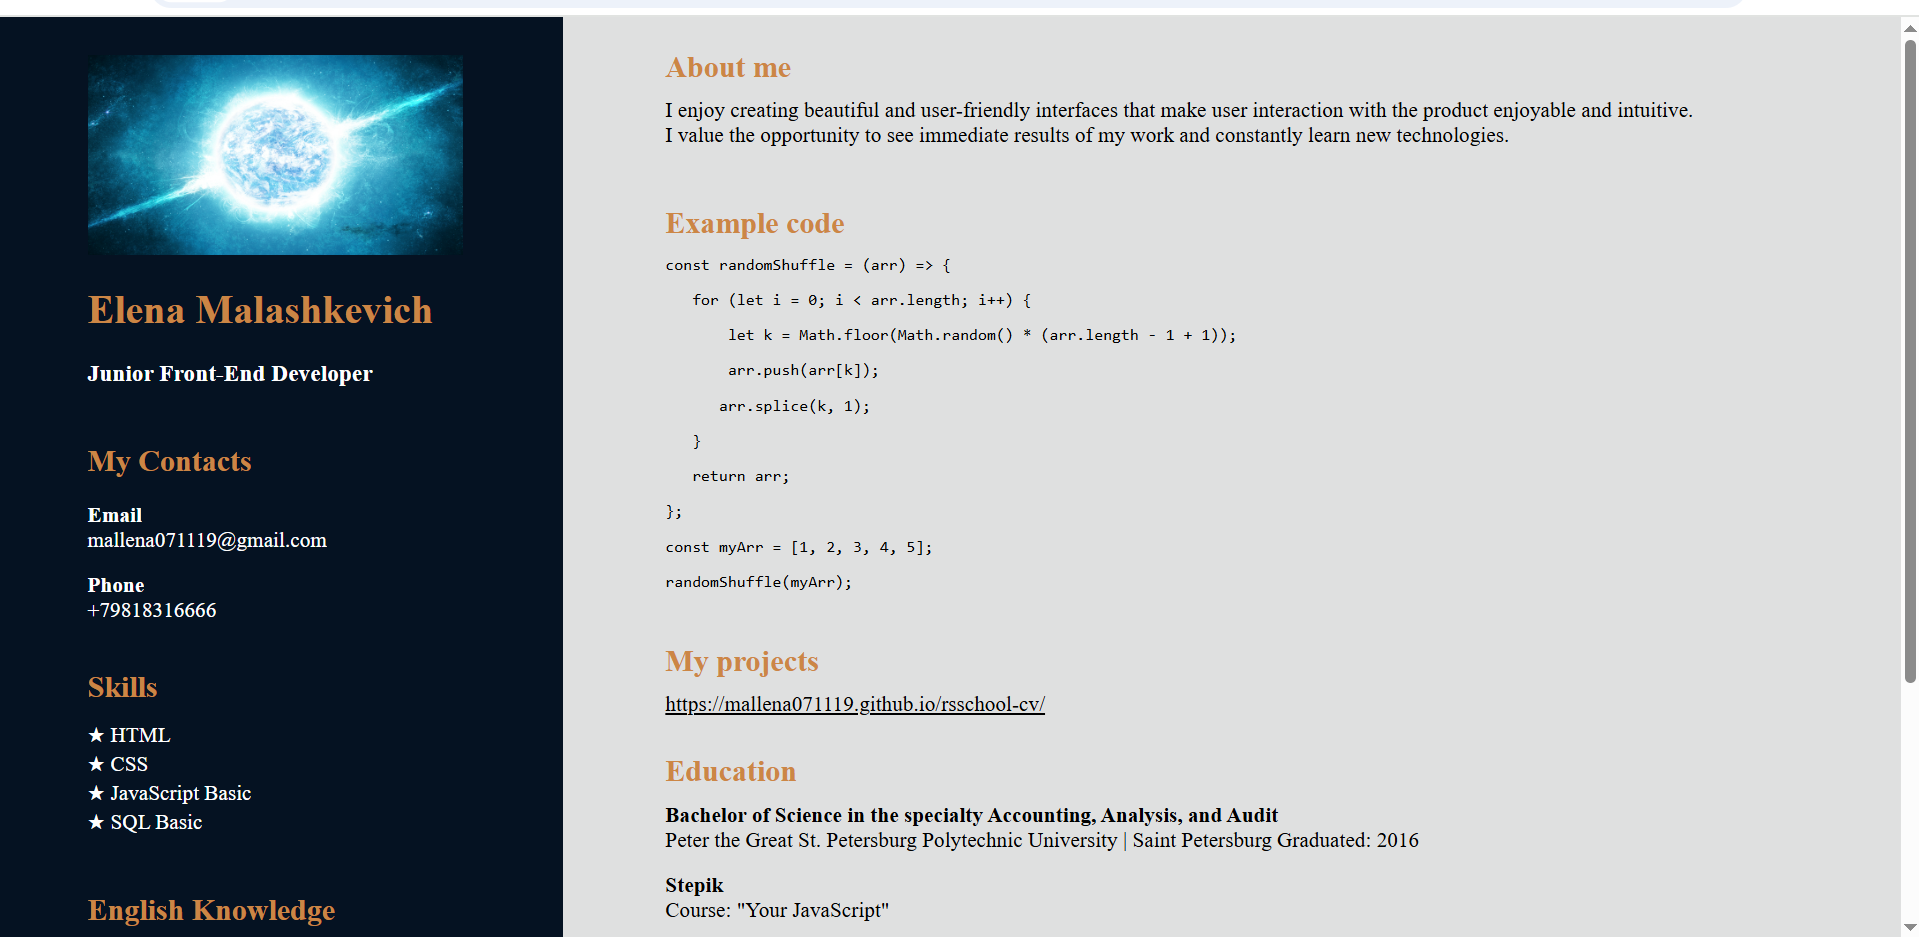 Elena Malashkevich
Junior Front-End Developer
My Contacts
Email
mallena071119@gmail.com
Phone
+79818316666
Skills
★ HTML
★ CSS
★ JavaScript Basic
★ SQL Basic
English Knowledge
About me
I enjoy creating beautiful and user-friendly interfaces that make user interaction with the product enjoyable and intuitive.
I value the opportunity to see immediate results of my work and constantly learn new technologies.
Example code
const randomShuffle = (arr) => {
   for (let i = 0; i < arr.length; i++) {
       let k = Math.floor(Math.random() * (arr.length - 1 + 1));
       arr.push(arr[k]);
      arr.splice(k, 1);
   }
   return arr;
};
const myArr = [1, 2, 3, 4, 5];
randomShuffle(myArr);
My projects
https://mallena071119.github.io/rsschool-cv/
Education
Bachelor of Science in the specialty Accounting, Analysis, and Audit
Peter the Great St. Petersburg Polytechnic University | Saint Petersburg Graduated: 2016
Stepik
Course: "Your JavaScript"